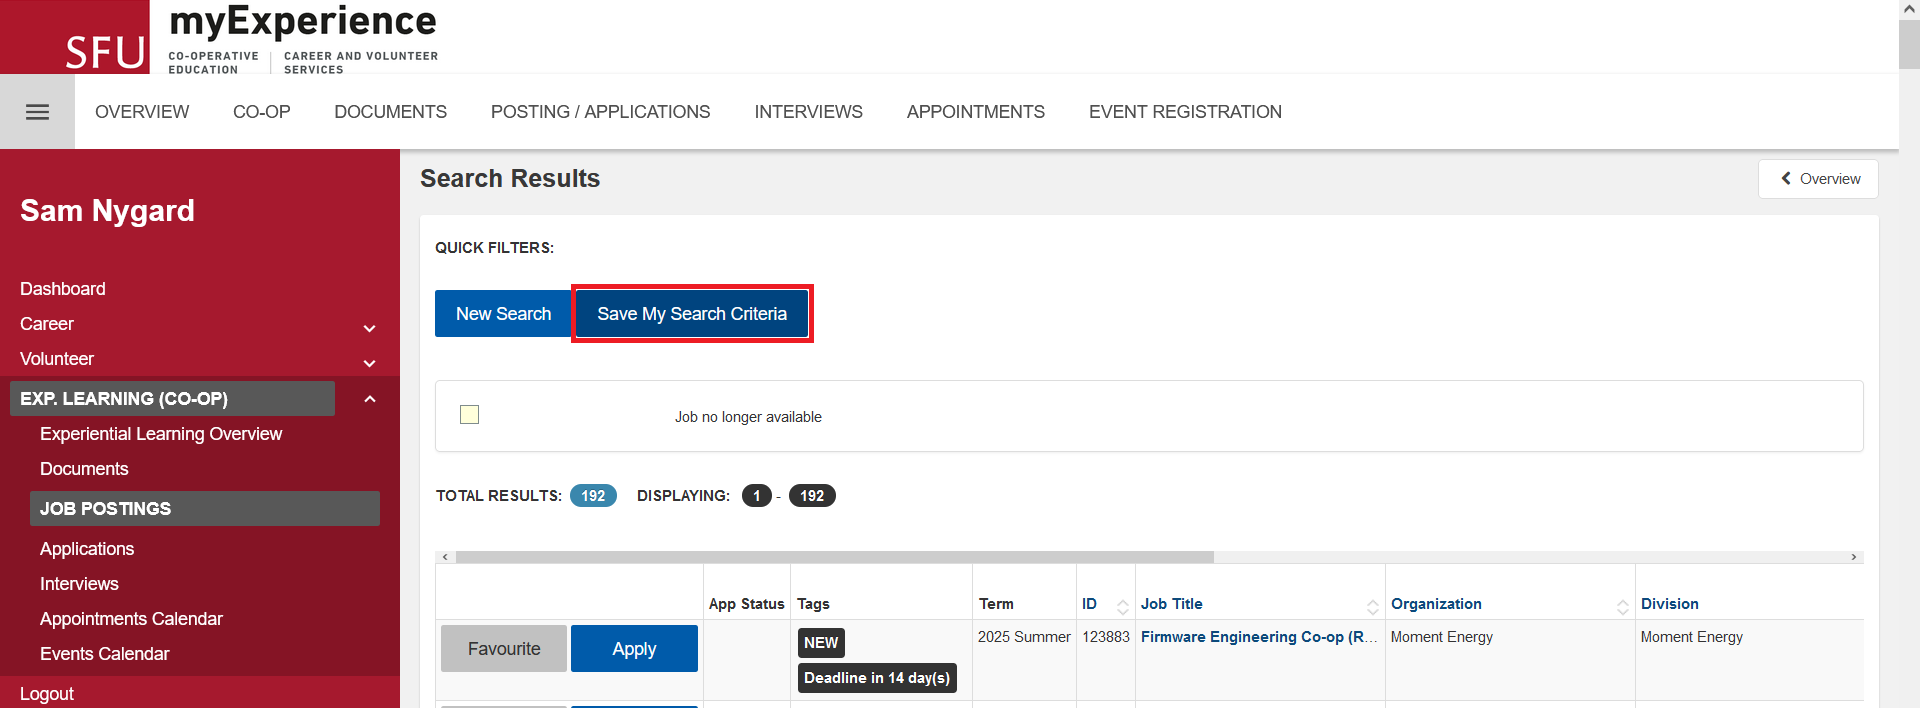 SFU
myExperience
CO-OPERATIVE EDUCATION
CAREER AND VOLUNTEER SERVICES
OVERVIEW CO-OP DOCUMENTS POSTING / APPLICATIONS INTERVIEWS APPOINTMENTS EVENT REGISTRATION
Sam Nygard
Dashboard
Career
Volunteer
EXP. LEARNING (CO-OP)
Experiential Learning Overview
Documents
JOB POSTINGS
Applications
Interviews
Appointments Calendar
Events Calendar
Logout
Search Results
Overview
QUICK FILTERS:
New Search Save My Search Criteria
Job no longer available
TOTAL RESULTS: 192 DISPLAYING: 1 - 192
App Status Tags Term ID Job Title Organization Division
Favourite Apply NEW 2025 Summer 123883 Firmware Engineering Co-op (R... Moment Energy Moment Energy
Deadline in 14 day(s)